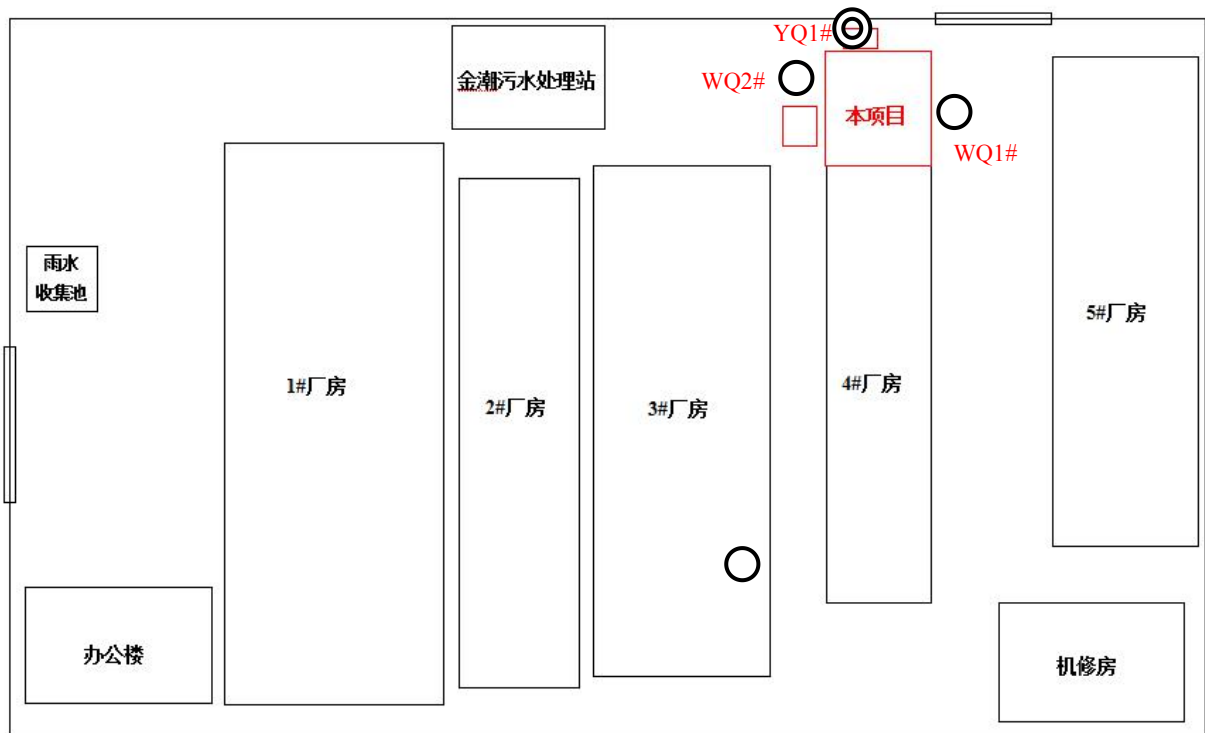 YQ1#
金潮污水处理站
WQ2#
本项目
WQ1#
雨水
收集池
5#厂房
1#厂房
2#厂房
3#厂房
4#厂房
办公楼
机修房